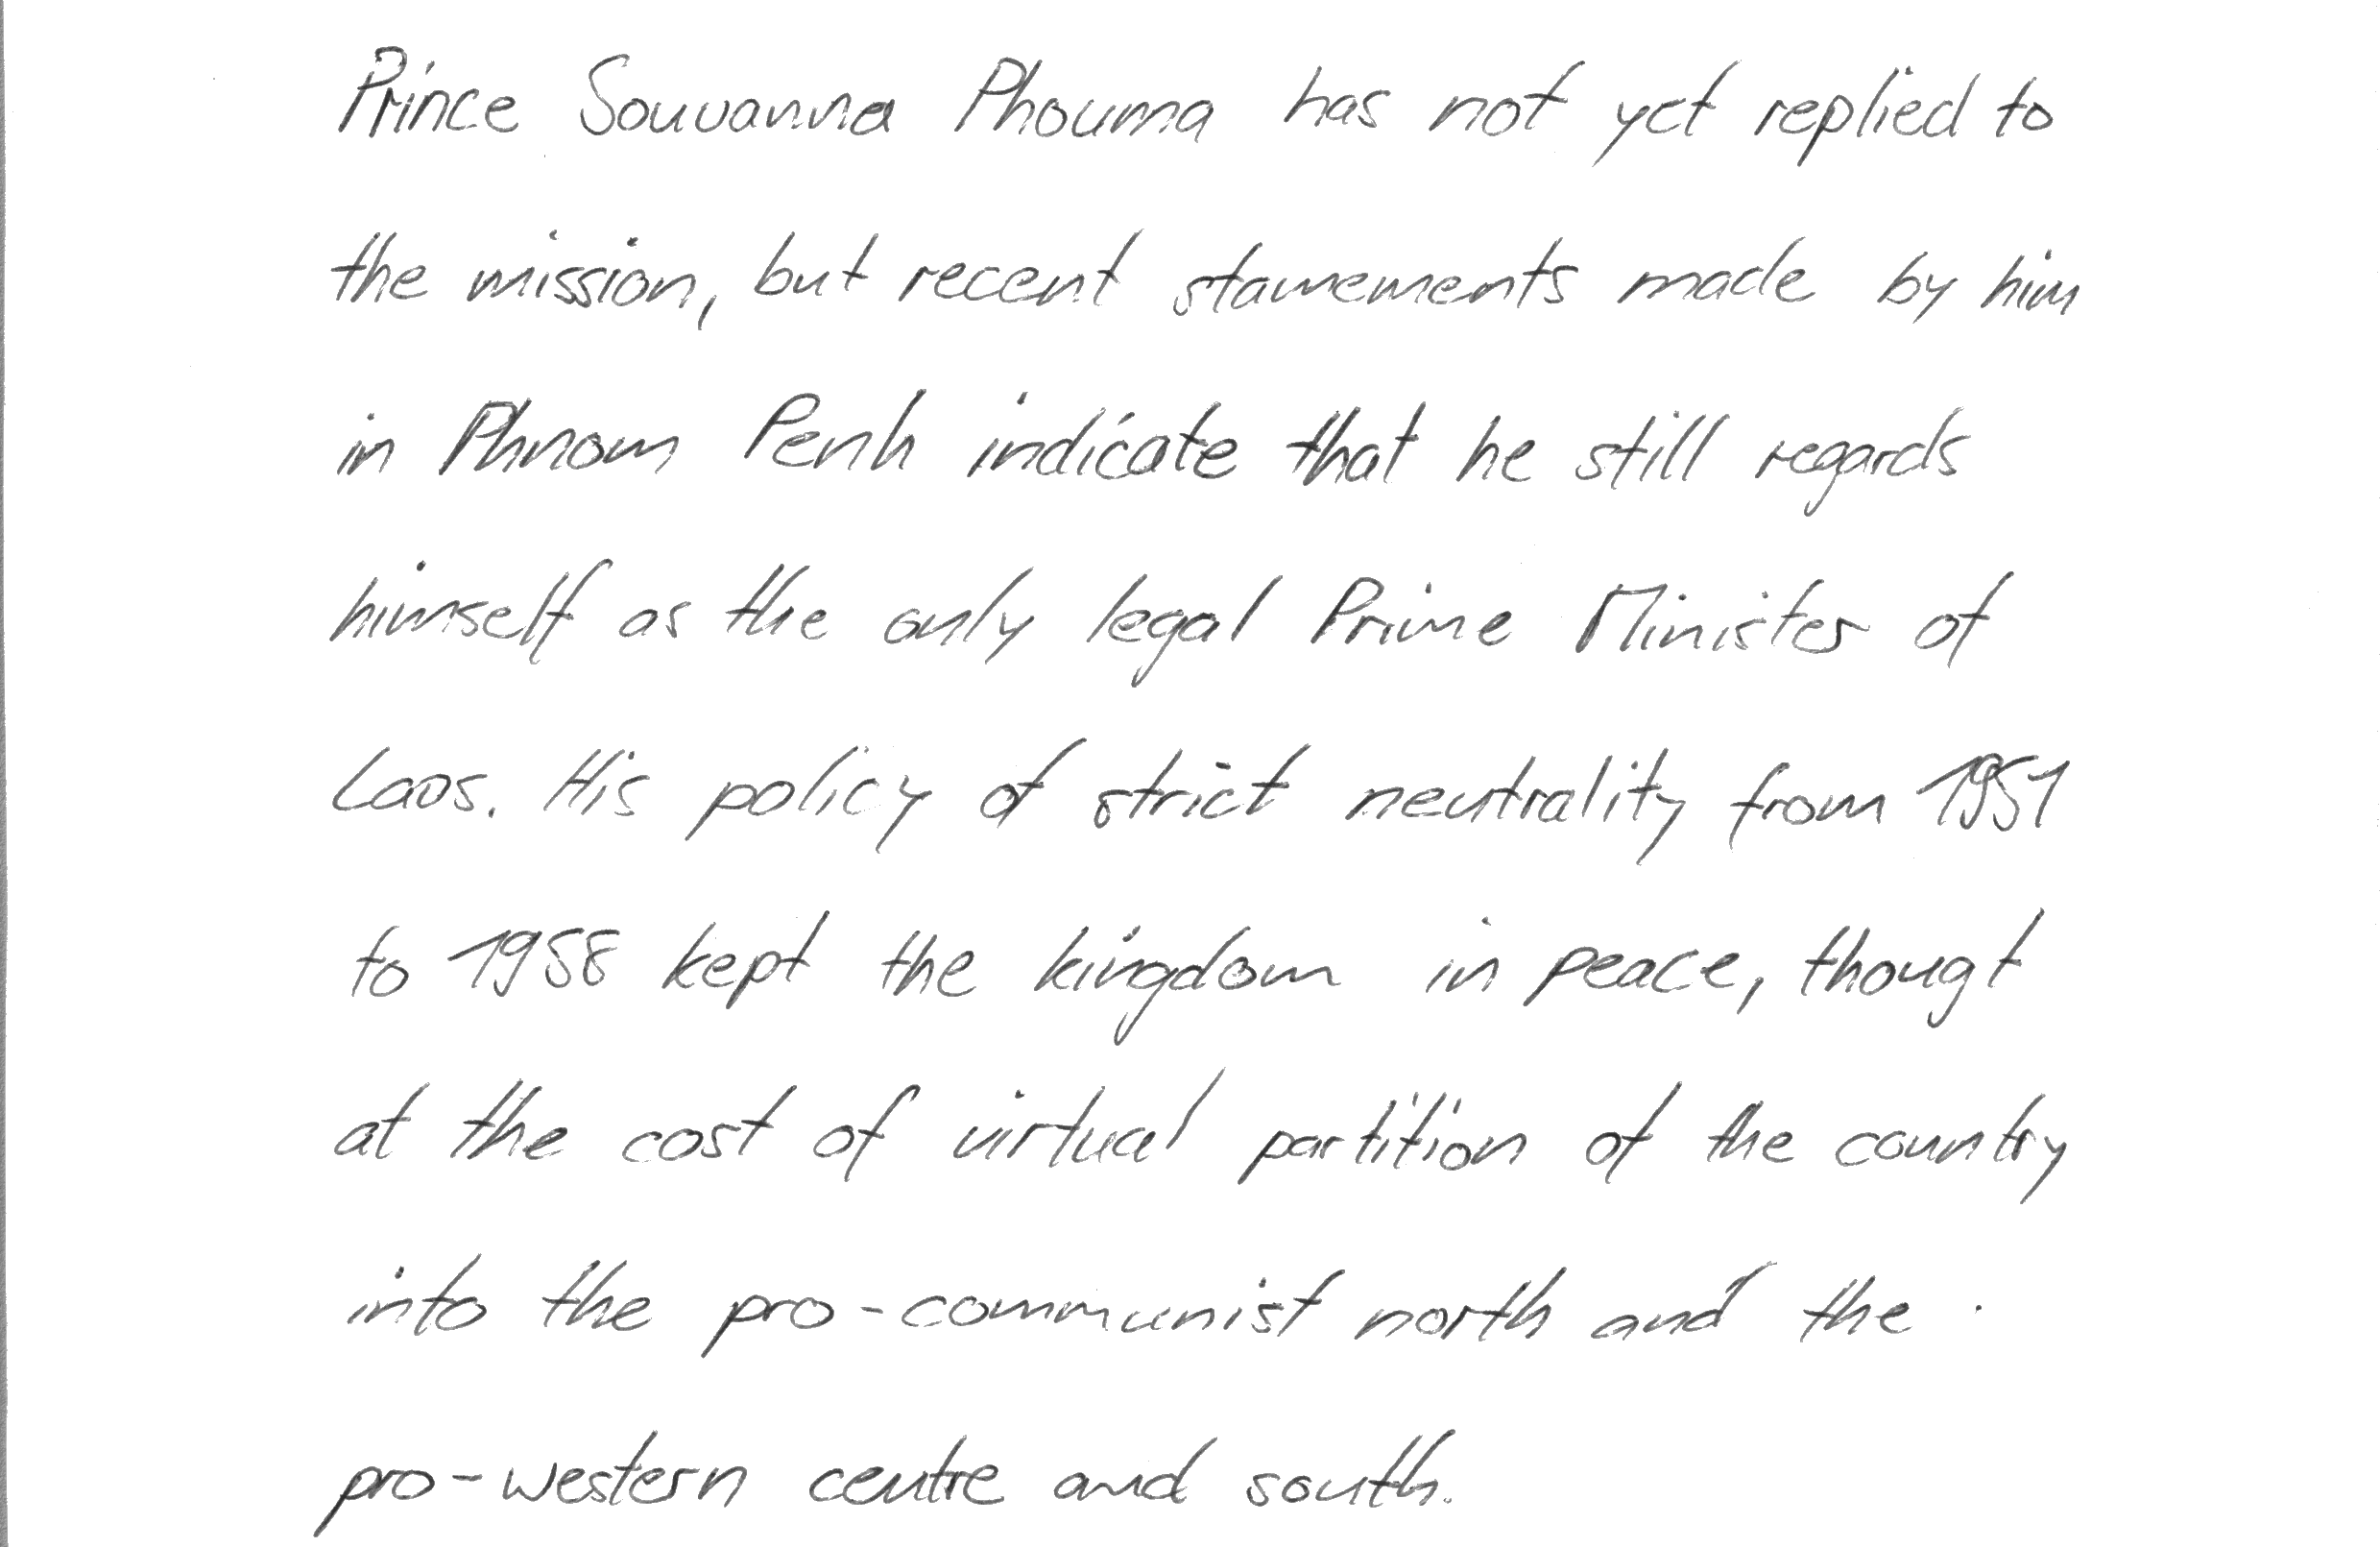 Prince Souvanna Phouma has not yet replied to
the mission, but recent stawements made by him
in Phnom Penh indicate that he still regards
himself as the only legal Prime Minister of
Laos. His policy of strict neutrality from 1951
to 1958 kept the kingdom in peace, thougt
at the cost of virtual partition of the country
into the pro-communist north and the
pro-western centre and south.